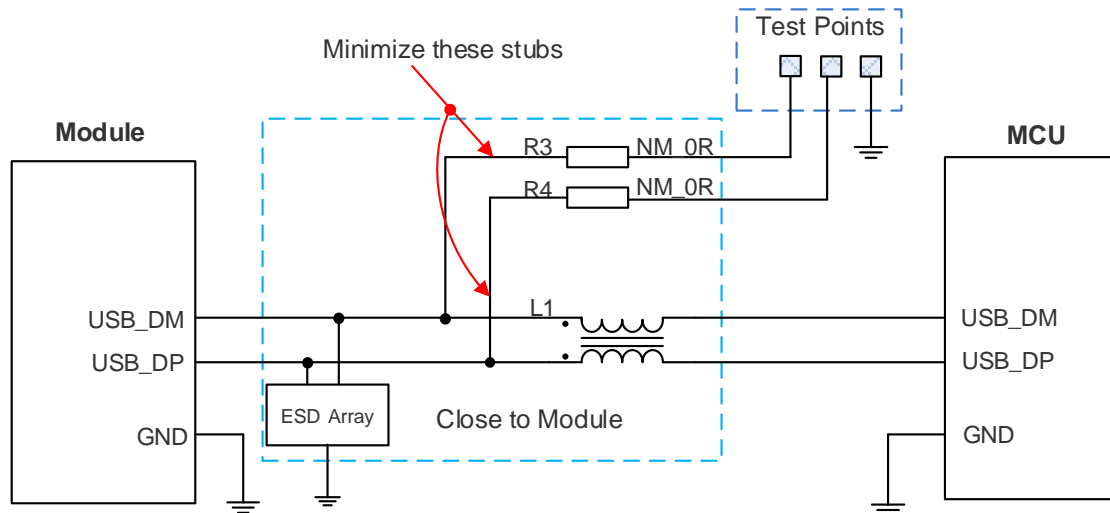 Test Points
Minimize these stubs
Module
MCU
R3
NM_0R
R4
NM_0R
L1
USB_DM
USB_DM
USB_DP
USB_DP
ESD Array
Close to Module
GND
GND